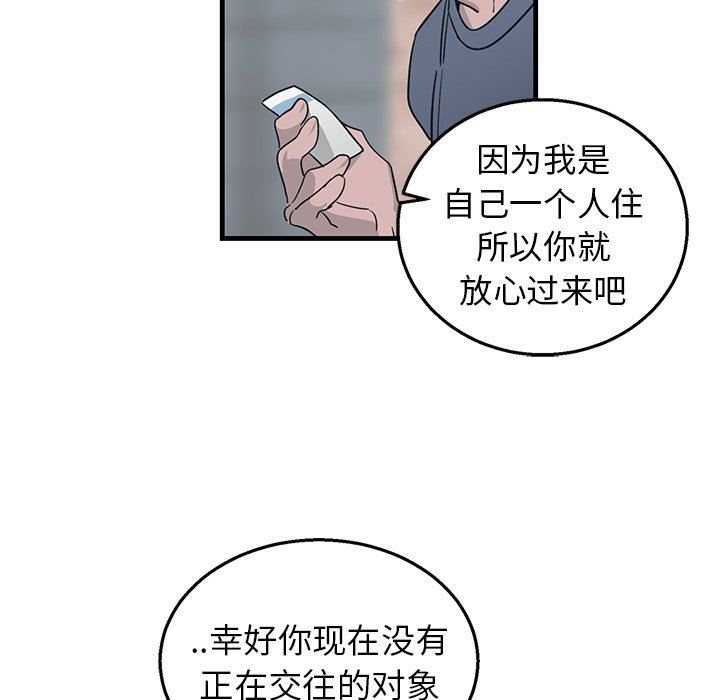 因为我是
自己一个人住
所以你就
放心过来吧
..幸好你现在没有
正在交往的对象